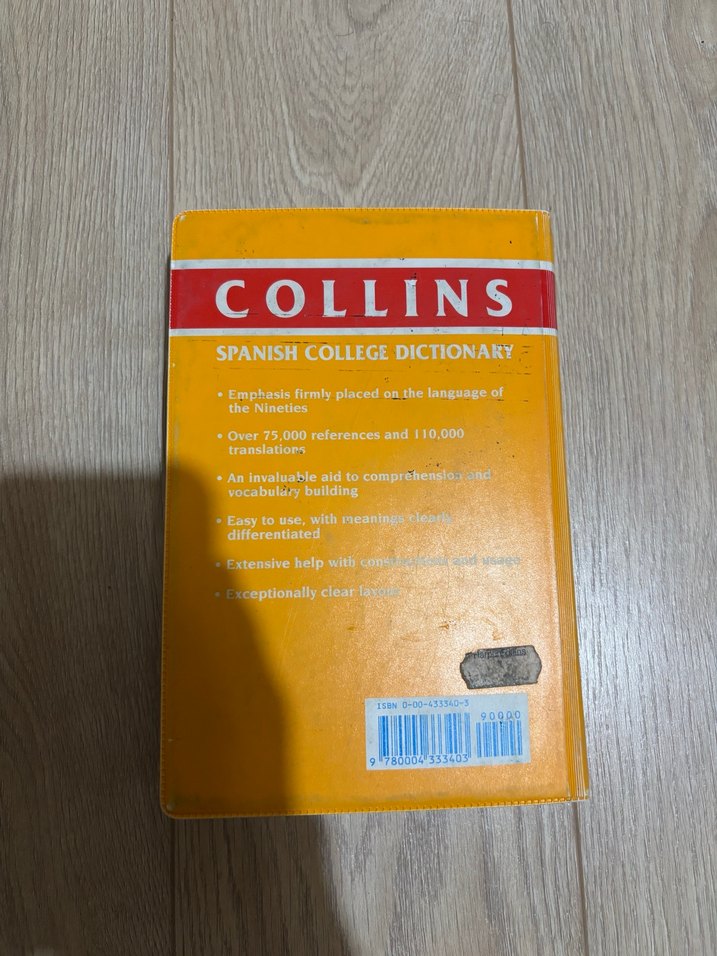 COLLINS
SPANISH COLLEGE DICTIONARY
• Emphasis firmly placed on the language of
the Nineties
• Over 75,000 references and 110,000
translations
• An invaluable aid to comprehension and
vocabulary building
• Easy to use, with meanings clearly
differentiated
• Extensive help with constructions and usage
• Exceptionally clear layout
ISBN 0-00-433340-3
90000
9 780004 333403